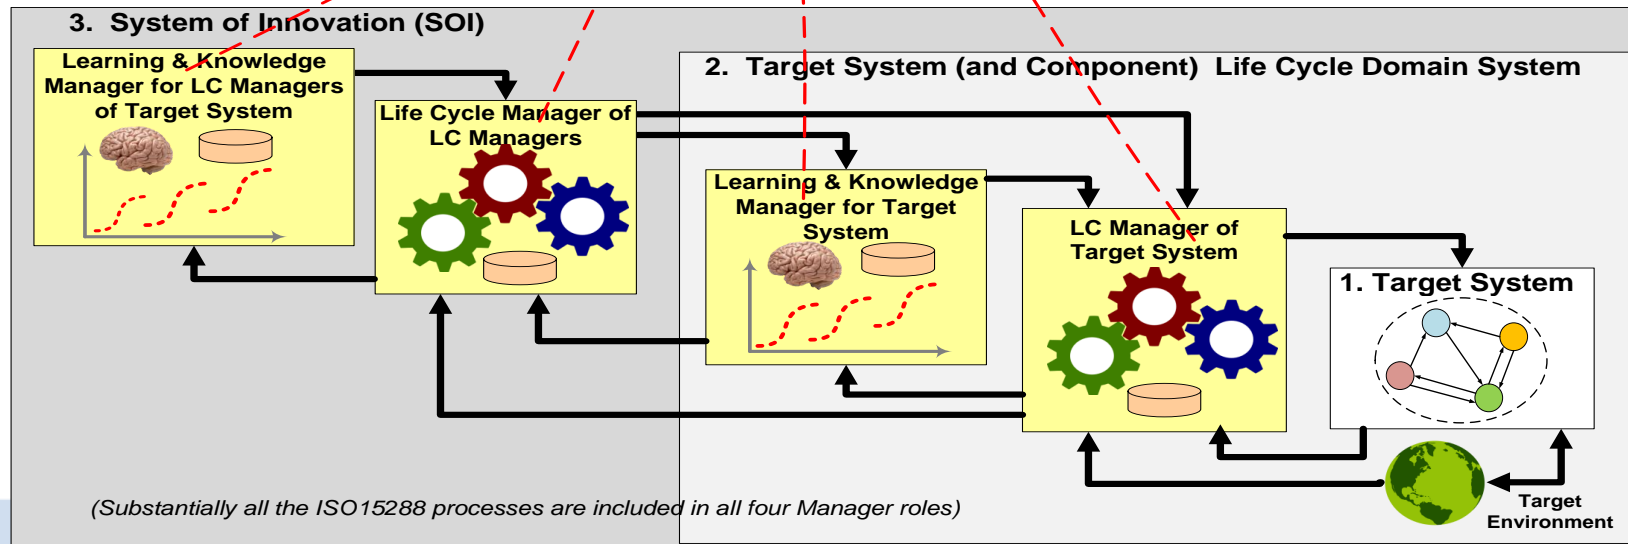 3. System of Innovation (SOI)
Learning & Knowledge
Manager for LC Managers
of Target System
Life Cycle Manager of
LC Managers
2. Target System (and Component) Life Cycle Domain System
Learning & Knowledge
Manager for Target
System
LC Manager of
Target System
1. Target System
Target
Environment
(Substantially all the ISO15288 processes are included in all four Manager roles)